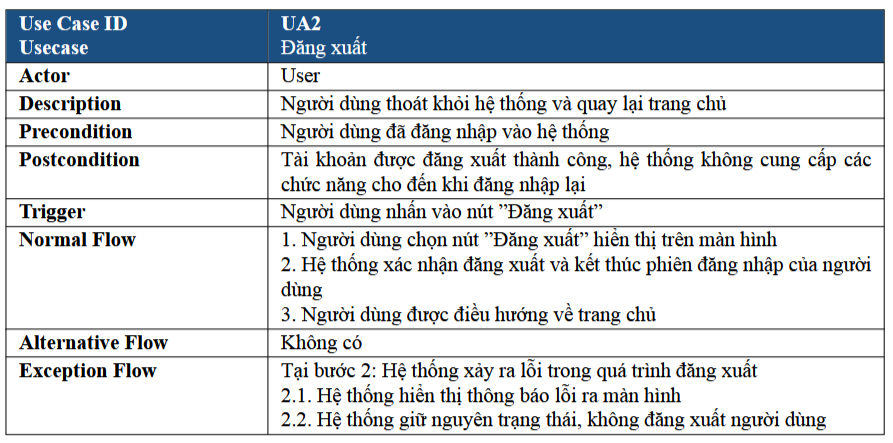 Use Case ID UA2
Usecase Đăng xuất
Actor User
Description Người dùng thoát khỏi hệ thống và quay lại trang chủ
Precondition Người dùng đã đăng nhập vào hệ thống
Postcondition Tài khoản được đăng xuất thành công, hệ thống không cung cấp các
chức năng cho đến khi đăng nhập lại
Trigger Người dùng nhấn vào nút ”Đăng xuất”
Normal Flow 1. Người dùng chọn nút ”Đăng xuất” hiển thị trên màn hình
2. Hệ thống xác nhận đăng xuất và kết thúc phiên đăng nhập của người
dùng
3. Người dùng được điều hướng về trang chủ
Alternative Flow Không có
Exception Flow Tại bước 2: Hệ thống xảy ra lỗi trong quá trình đăng xuất
2.1. Hệ thống hiển thị thông báo lỗi ra màn hình
2.2. Hệ thống giữ nguyên trạng thái, không đăng xuất người dùng